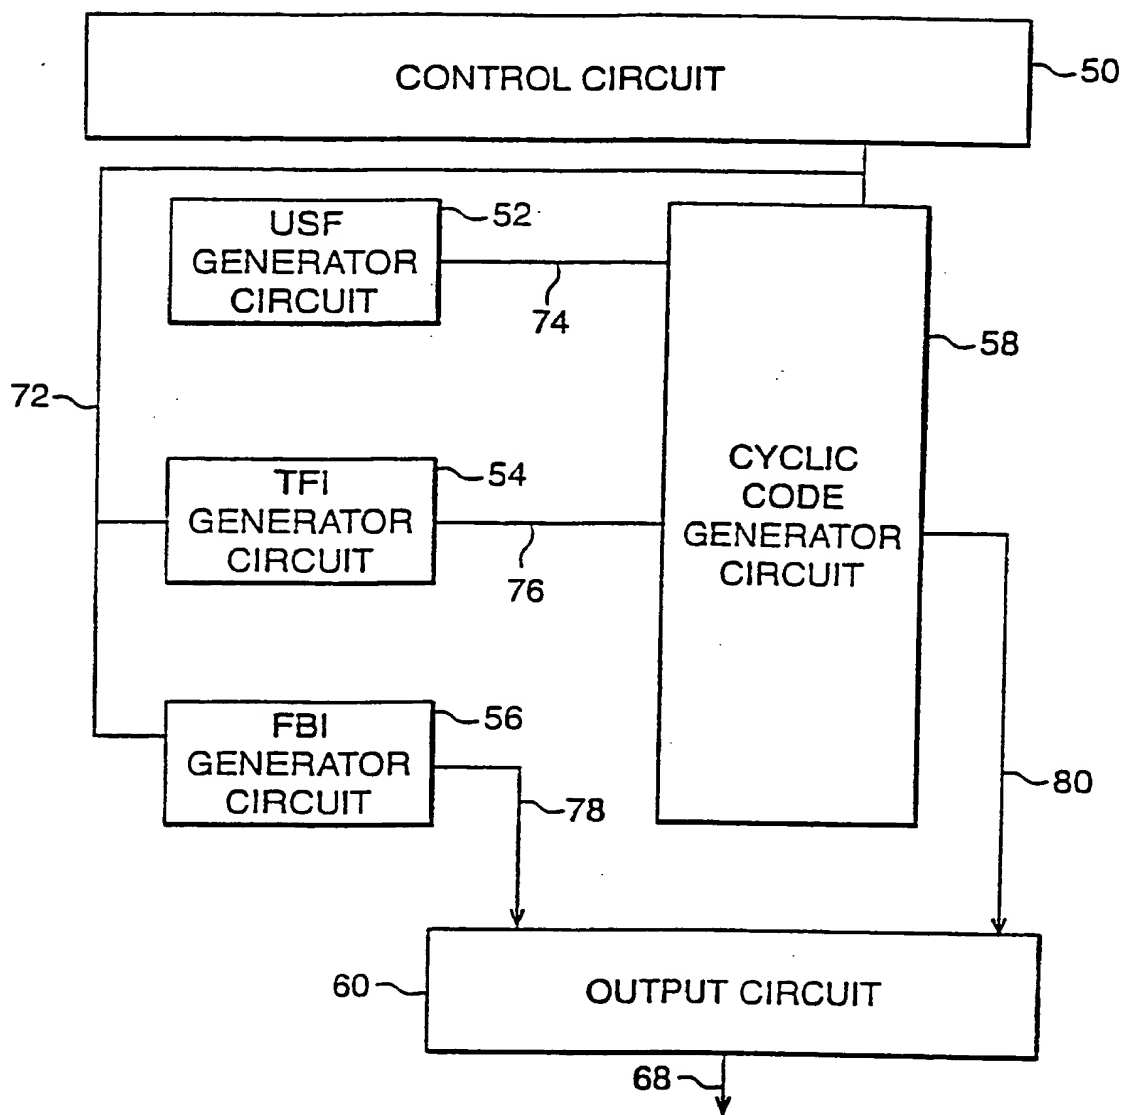 CONTROL CIRCUIT
50
USF
GENERATOR
CIRCUIT
52
74
58
72
TFI
GENERATOR
CIRCUIT
54
76
CYCLIC
CODE
GENERATOR
CIRCUIT
FBI
GENERATOR
CIRCUIT
56
78
80
60
OUTPUT CIRCUIT
68